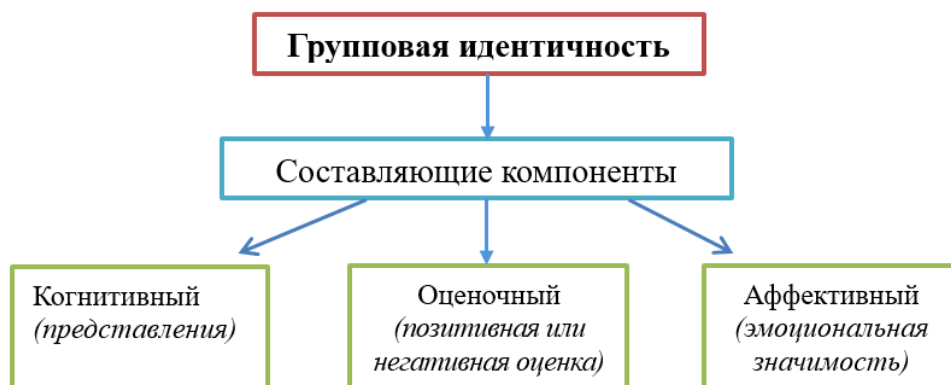 Групповая идентичность
Составляющие компоненты
Когнитивный
(представления)
Оценочный
(позитивная или
негативная оценка)
Аффективный
(эмоциональная
значимость)